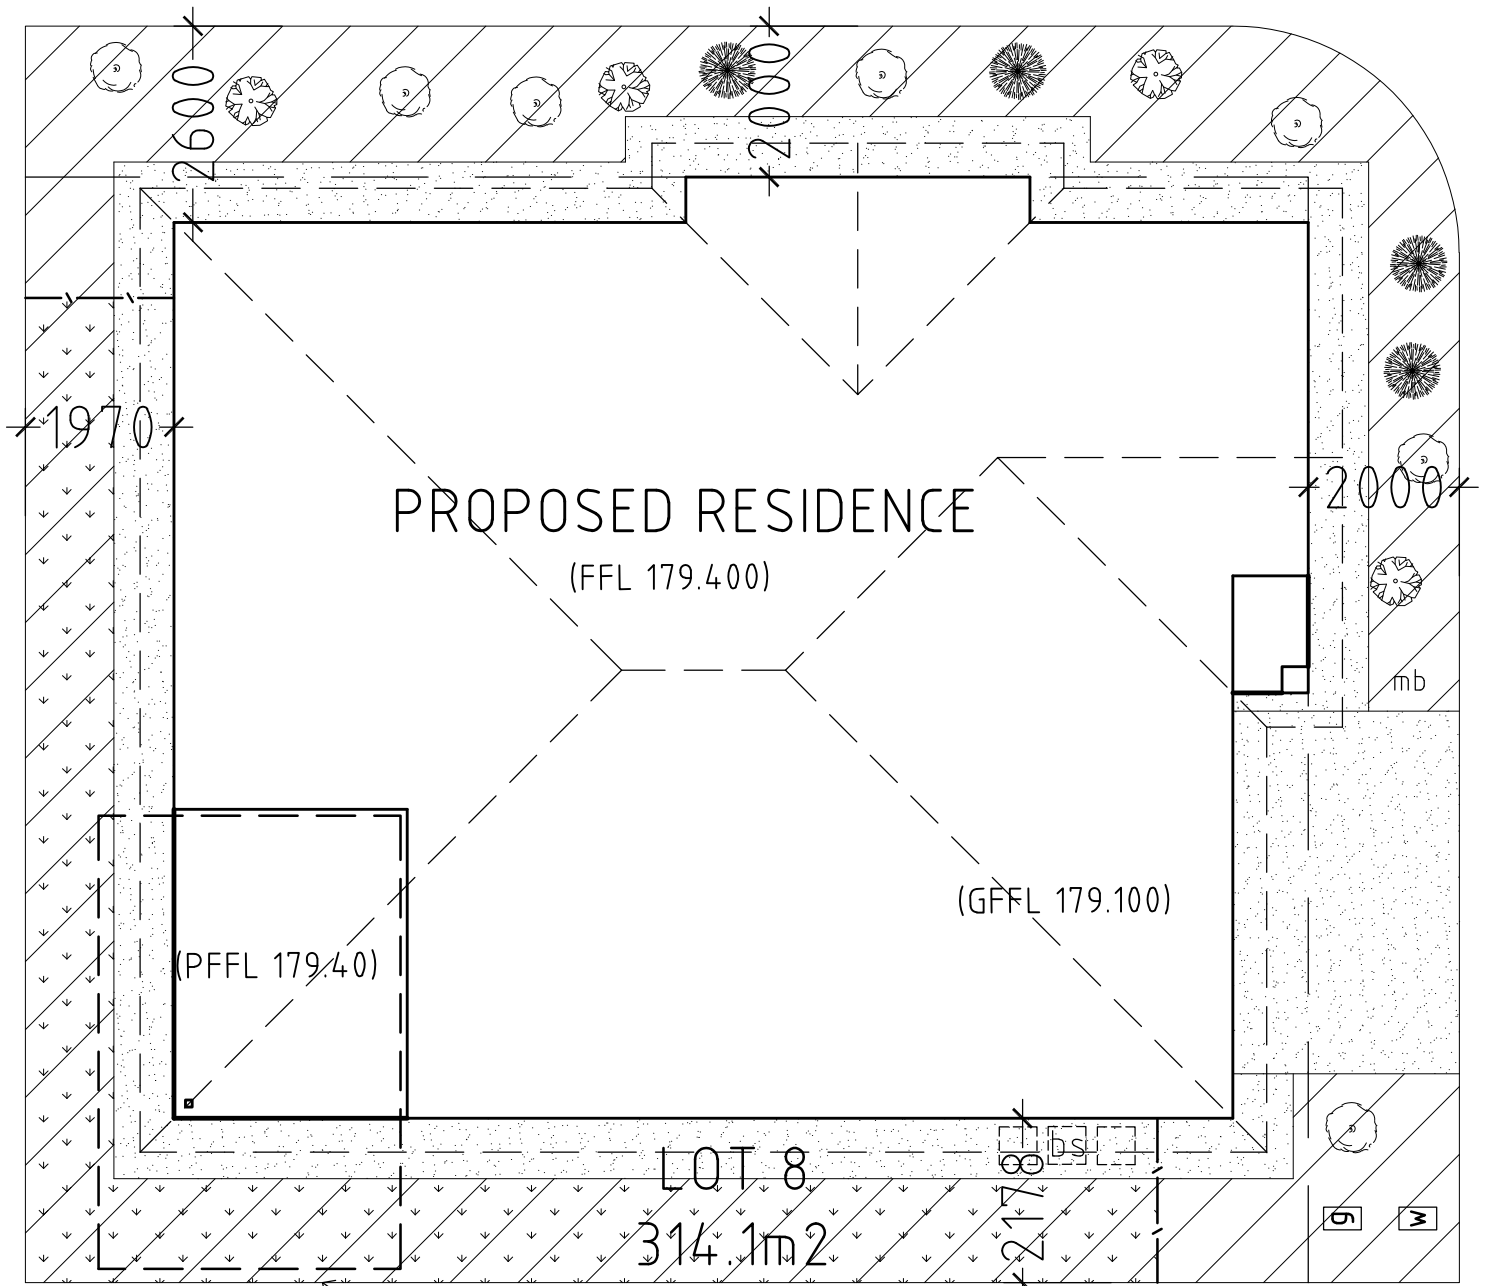 2600
2000
1970
2000
PROPOSED RESIDENCE
(FFL 179.400)
mb
(GFFL 179.100)
(PFFL 179.40)
bs
LOT 8
2178
314.1m2
g
w